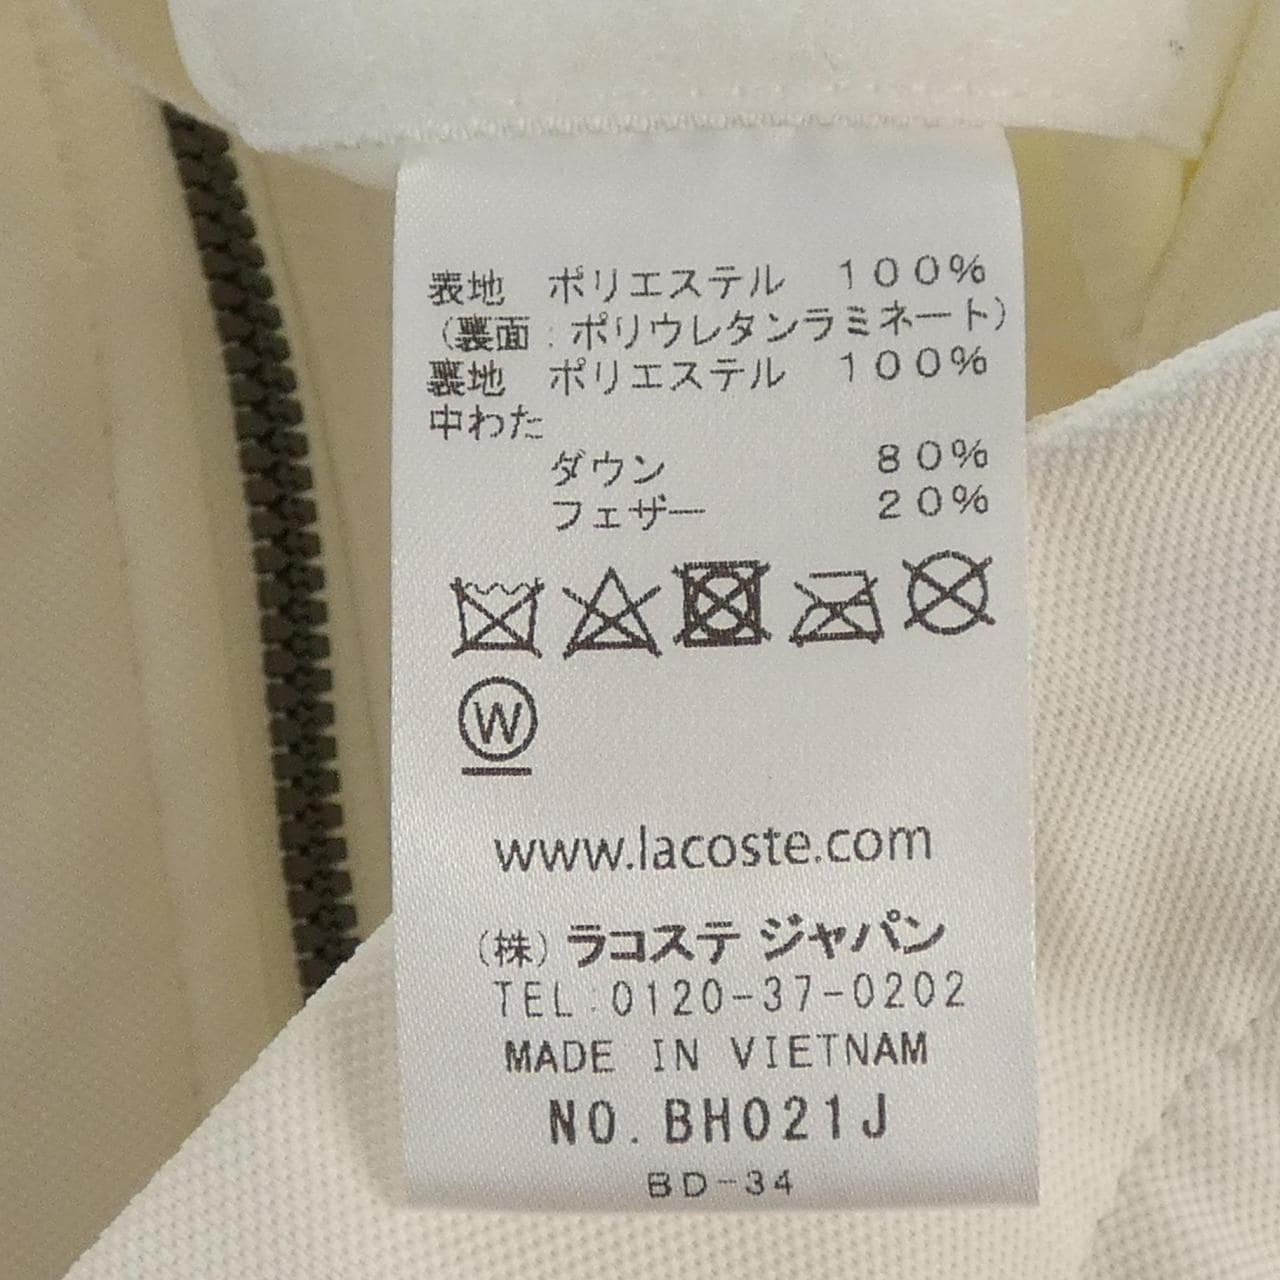 表地 ポリエステル 100%
(裏面:ポリウレタンラミネート)
裏地 ポリエステル 100%
中わた
ダウン 80%
フェザー 20%
W
www.lacoste.com
(株)ラコステ ジャパン
TEL:0120-37-0202
MADE IN VIETNAM
NO.BH021J
BD-34